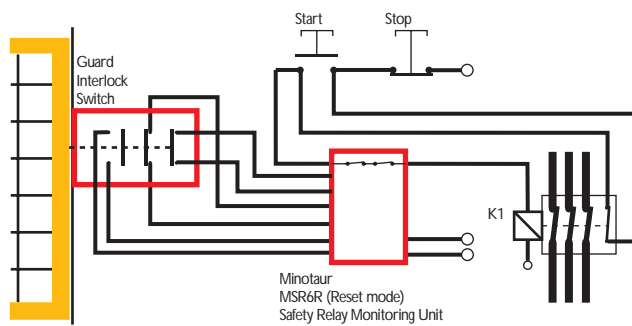 Start
Stop
Guard
Interlock
Switch
K1
Minotaur
MSR6R (Reset mode)
Safety Relay Monitoring Unit